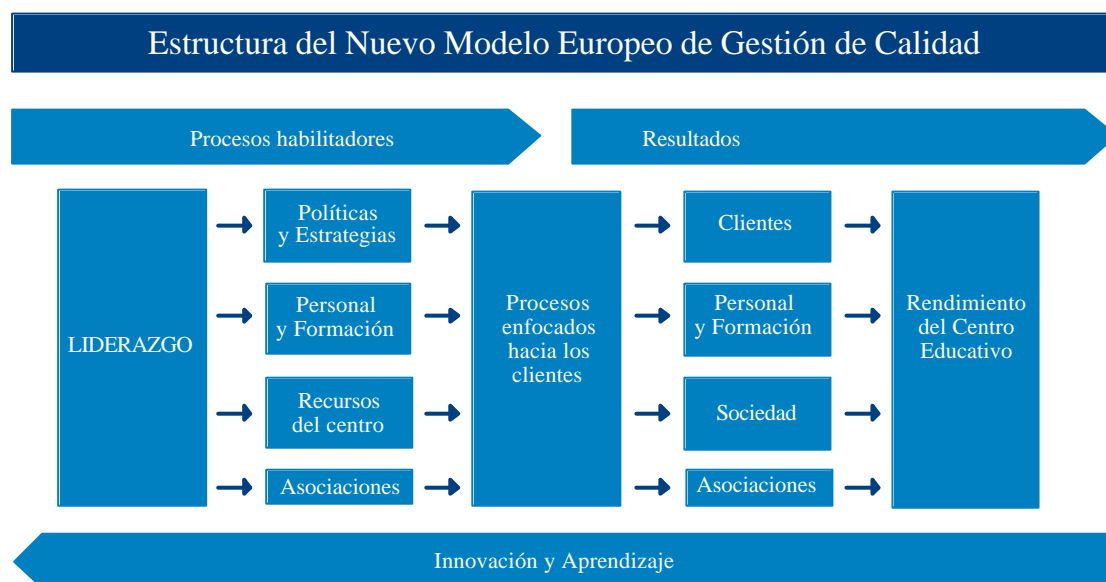 Estructura del Nuevo Modelo Europeo de Gestión de Calidad
Procesos habilitadores
Resultados
LIDERAZGO
Políticas
y Estrategias
Personal
y Formación
Recursos
del centro
Asociaciones
Procesos
enfocados
hacia los
clientes
Clientes
Personal
y Formación
Sociedad
Asociaciones
Rendimiento
del Centro
Educativo
Innovación y Aprendizaje